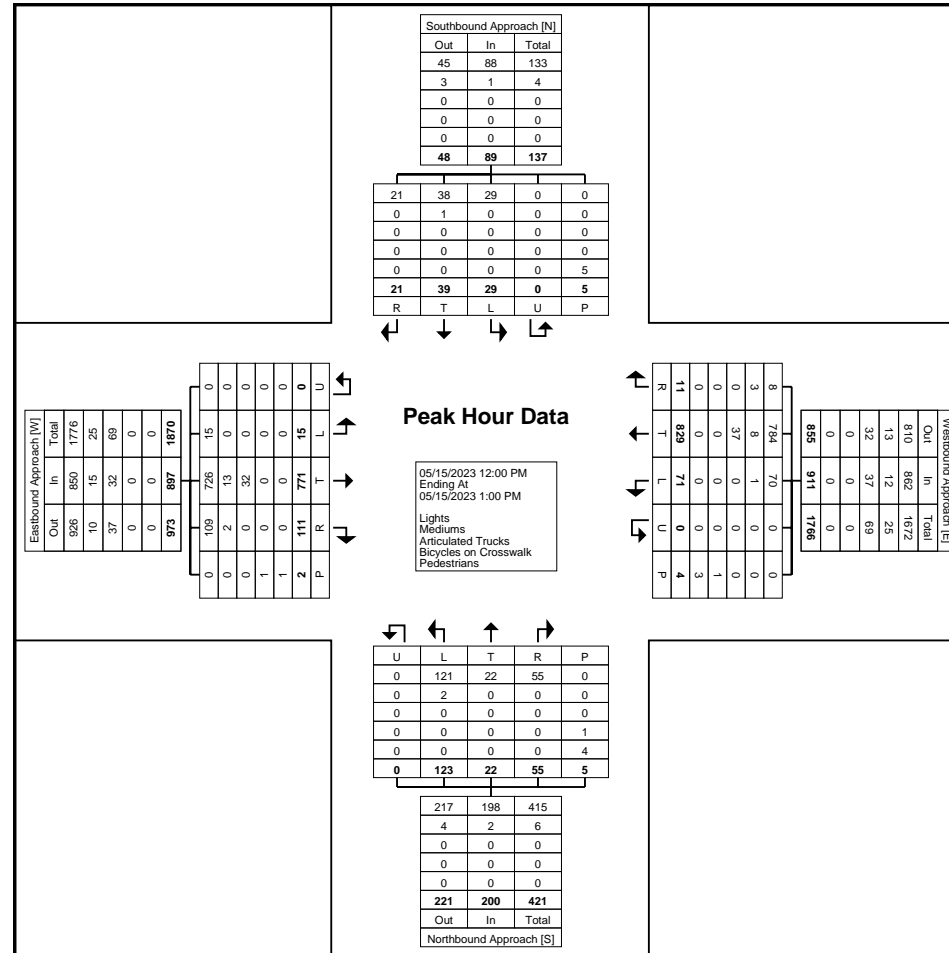 Southbound Approach [N]
Out In Total
45 88 133
3 1 4
0 0 0
0 0 0
0 0 0
48 89 137
21 38 29 0 0
0 1 0 0 0
0 0 0 0 0
0 0 0 0 0
0 0 0 0 5
21 39 29 0 5
R T L U P
Eastbound Approach [W]
Total 1776 25 69 0 0 1870
In 850 15 32 0 0 897
Out 926 10 37 0 0 973
0 0 0 0 0 0 U
15 0 0 0 0 15 L
726 13 32 0 0 771 T
109 2 0 0 0 111 R
0 0 0 1 1 2 P
Peak Hour Data
05/15/2023 12:00 PM
Ending At
05/15/2023 1:00 PM
Lights
Mediums
Articulated Trucks
Bicycles on Crosswalk
Pedestrians
R 11 0 0 0 3 8
T 829 0 0 37 8 784
L 71 0 0 0 1 70
U 0 0 0 0 0 0
P 4 3 1 0 0 0
855 0 0 32 13 810 Out
911 0 0 37 12 862 In
1766 0 0 69 25 1672 Total
Westbound Approach [E]
U L T R P
0 121 22 55 0
0 2 0 0 0
0 0 0 0 0
0 0 0 0 1
0 0 0 0 4
0 123 22 55 5
217 198 415
4 2 6
0 0 0
0 0 0
0 0 0
221 200 421
Out In Total
Northbound Approach [S]